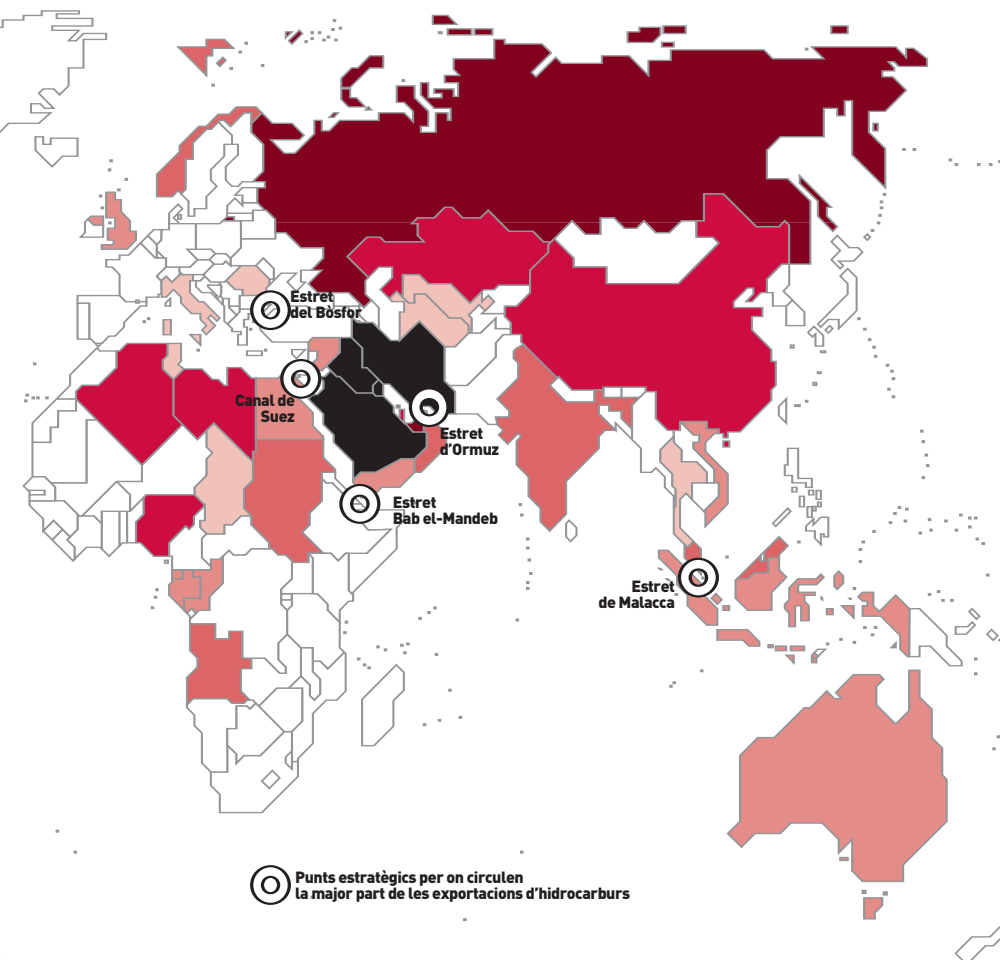 Estret
del Bòsfor
Canal de
Suez
Estret
d'Ormuz
Estret
Bab el-Mandeb
Estret
de Malacca
Punts estratègics per on circulen
la major part de les exportacions d'hidrocarburs